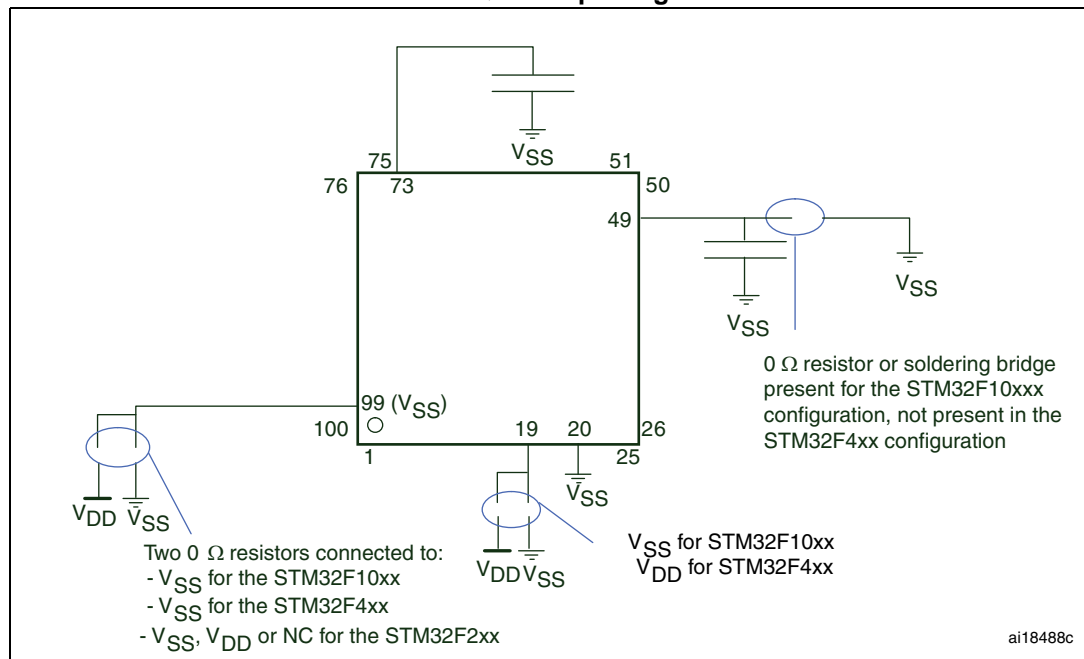 VSS
75
51
76
73
50
49
VSS
VSS
0 Ω resistor or soldering bridge
present for the STM32F10xxx
configuration, not present in the
STM32F4xx configuration
99 (VSS)
100
19
20
26
1
25
VDD
VSS
VSS
Two 0 Ω resistors connected to:
- VSS for the STM32F10xx
- VSS for the STM32F4xx
- VSS, VDD or NC for the STM32F2xx
VDD
VSS
VSS for STM32F10xx
VDD for STM32F4xx
ai18488c